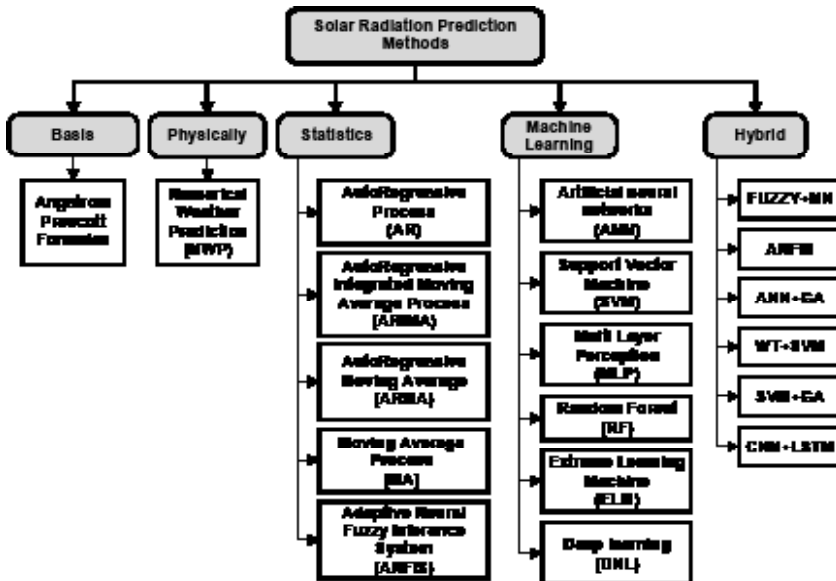 Solar Radiation Prediction
Methods
Basis
Physically
Statistics
Machine
Learning
Hybrid
Angstrom
Prescott
Formulas
Numerical
Weather
Prediction
(NWP)
AutoRegressive
Process
(AR)
AutoRegressive
Integrated Moving
Average Process
[ARIMA)
AutoRegressive
Moving Average
[ARMA)
Moving Average
Process
[MA]
Adaptive Neural
Fuzzy Inference
System
[ANFIS)
Artificial neural
networks
(ANN)
Support Vector
Machine
(SVM)
Multi Layer
Perception
(MLP)
Random Forest
[RF)
Extreme Learning
Machine
(ELM)
Deep learning
FUZZY+NN
ANN+GA
WT+SVM
SVM+GA
CNN+LSTM